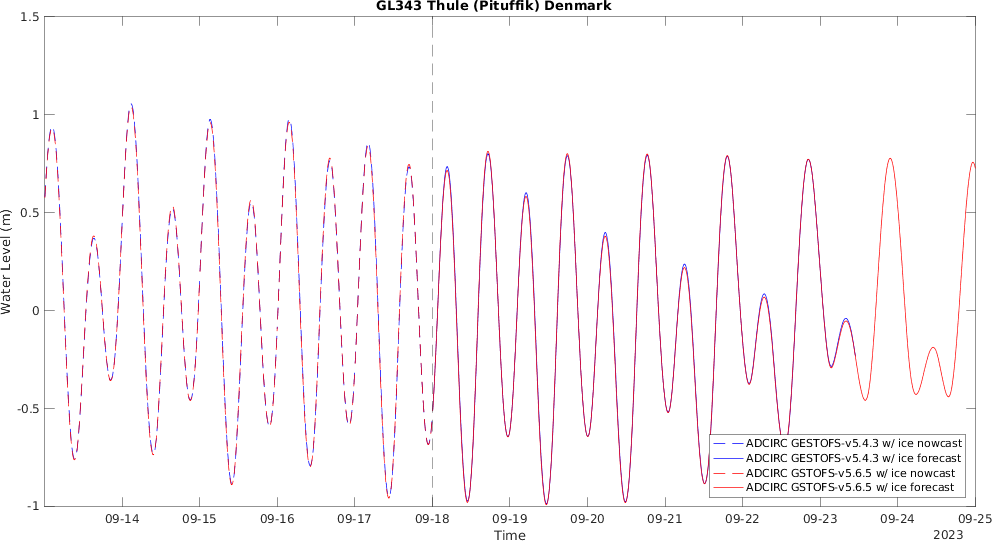 GL343 Thule (Pituffik) Denmark
1.5
1
0.5
0
-0.5
-1
Water Level (m)
ADCIRC GESTOFS-v5.4.3 w/ ice nowcast
ADCIRC GESTOFS-v5.4.3 w/ ice forecast
ADCIRC GSTOFS-v5.6.5 w/ ice nowcast
ADCIRC GSTOFS-v5.6.5 w/ ice forecast
09-14 09-15 09-16 09-17 09-18 09-19 09-20 09-21 09-22 09-23 09-24 09-25
Time
2023